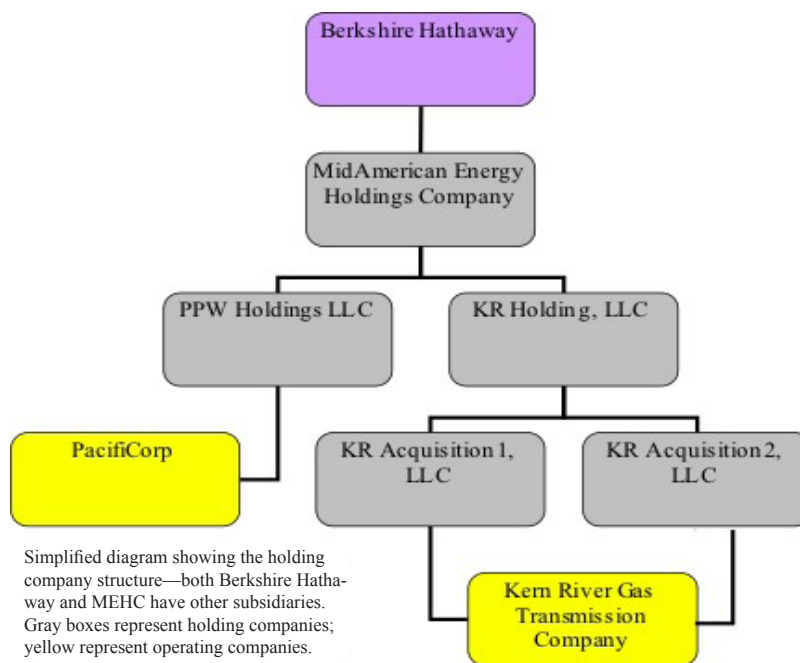 Berkshire Hathaway
MidAmerican Energy
Holdings Company
PPW Holdings LLC
KR Holding, LLC
PacifiCorp
KR Acquisition 1,
LLC
KR Acquisition 2,
LLC
Simplified diagram showing the holding
company structure—both Berkshire Hatha-
way and MEHC have other subsidiaries.
Gray boxes represent holding companies;
yellow represent operating companies.
Kern River Gas
Transmission
Company